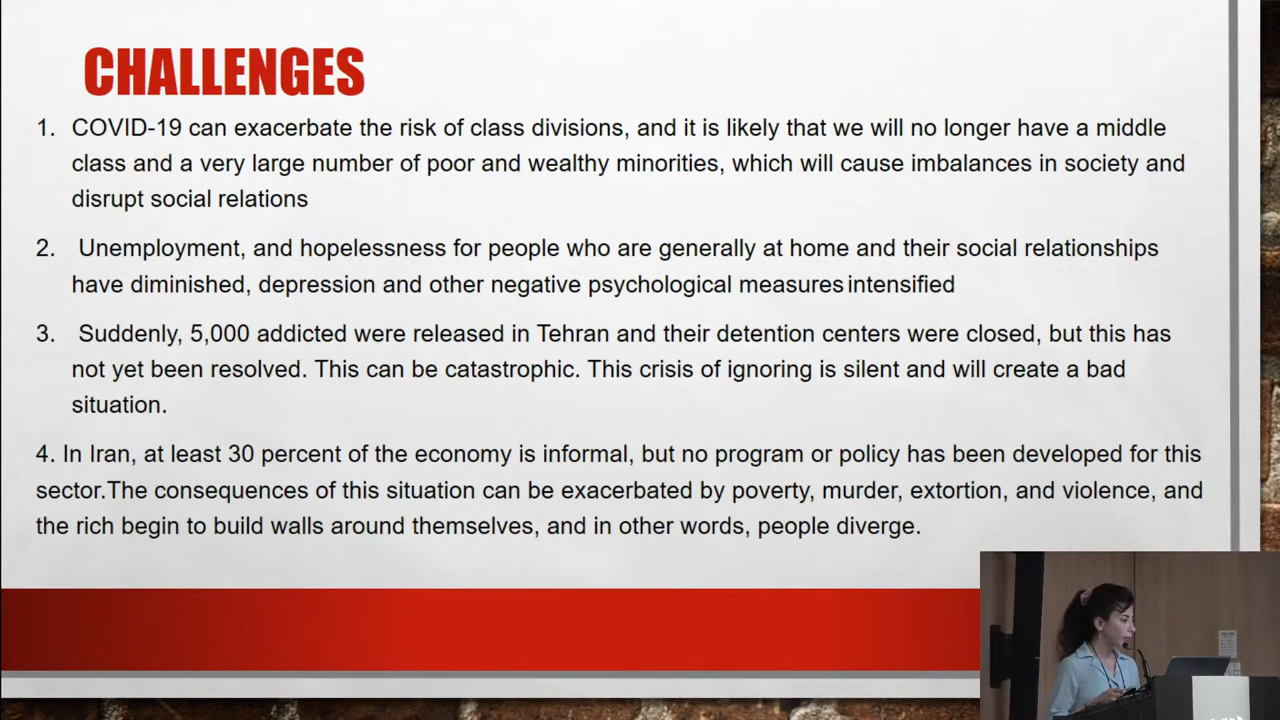 CHALLENGES
1. COVID-19 can exacerbate the risk of class divisions, and it is likely that we will no longer have a middle
class and a very large number of poor and wealthy minorities, which will cause imbalances in society and
disrupt social relations
2. Unemployment, and hopelessness for people who are generally at home and their social relationships
have diminished, depression and other negative psychological measures intensified
3. Suddenly, 5,000 addicted were released in Tehran and their detention centers were closed, but this has
not yet been resolved. This can be catastrophic. This crisis of ignoring is silent and will create a bad
situation.
4. In Iran, at least 30 percent of the economy is informal, but no program or policy has been developed for this
sector.The consequences of this situation can be exacerbated by poverty, murder, extortion, and violence, and
the rich begin to build walls around themselves, and in other words, people diverge.